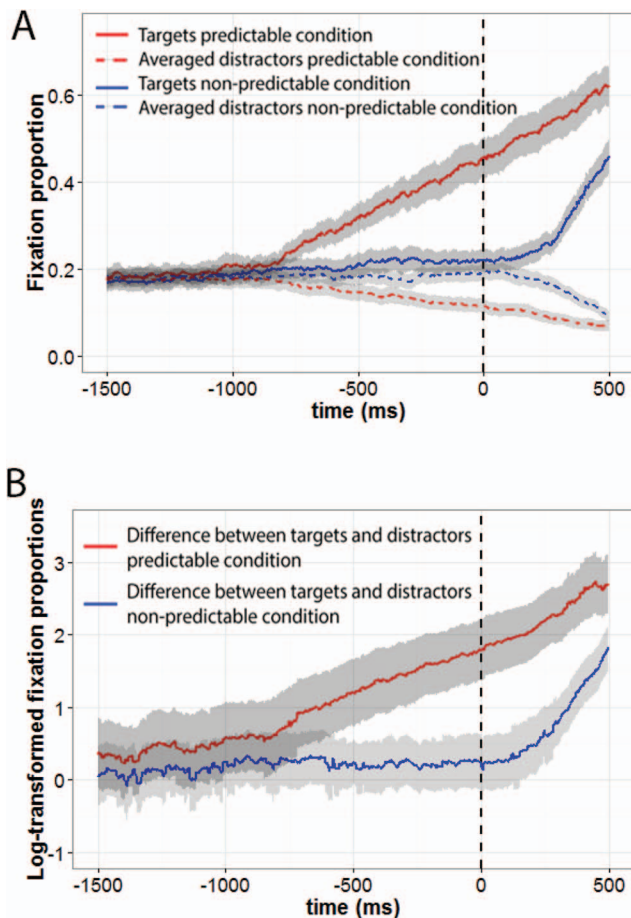 A
Targets predictable condition
Averaged distractors predictable condition
Targets non-predictable condition
Averaged distractors non-predictable condition
Fixation proportion
0.6
0.4
0.2
0.0
-1500 -1000 -500 0 500
time (ms)
B
Difference between targets and distractors
predictable condition
Difference between targets and distractors
non-predictable condition
Log-transformed fixation proportions
3
2
1
0
-1
-1500 -1000 -500 0 500
time (ms)